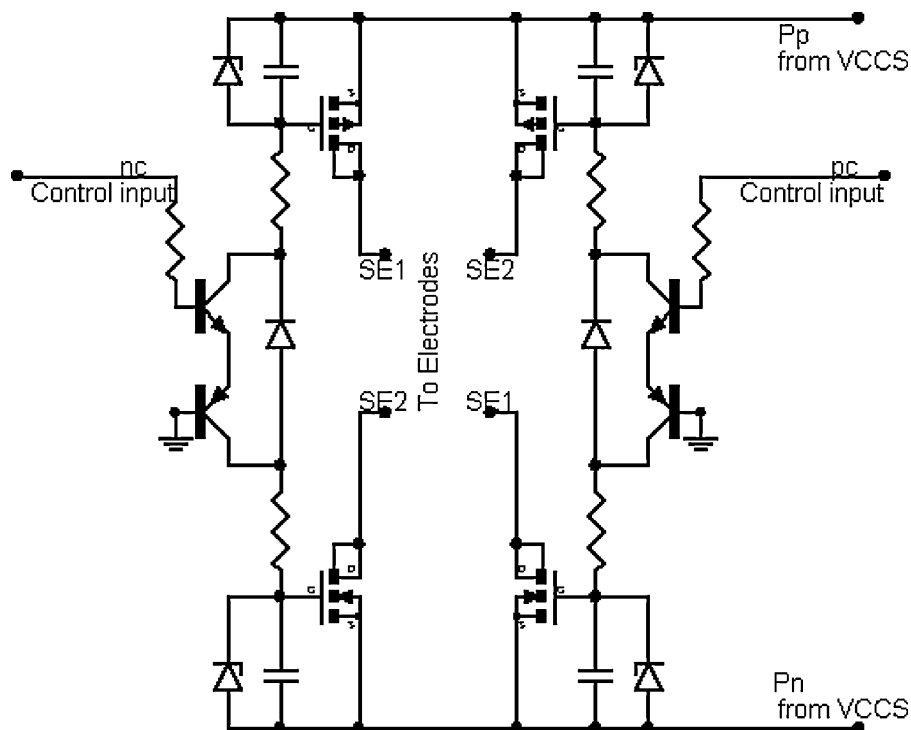 Pp
from VCCS
nc
Control input
pc
Control input
SE1
SE2
To Electrodes
SE2
SE1
Pn
from VCCS